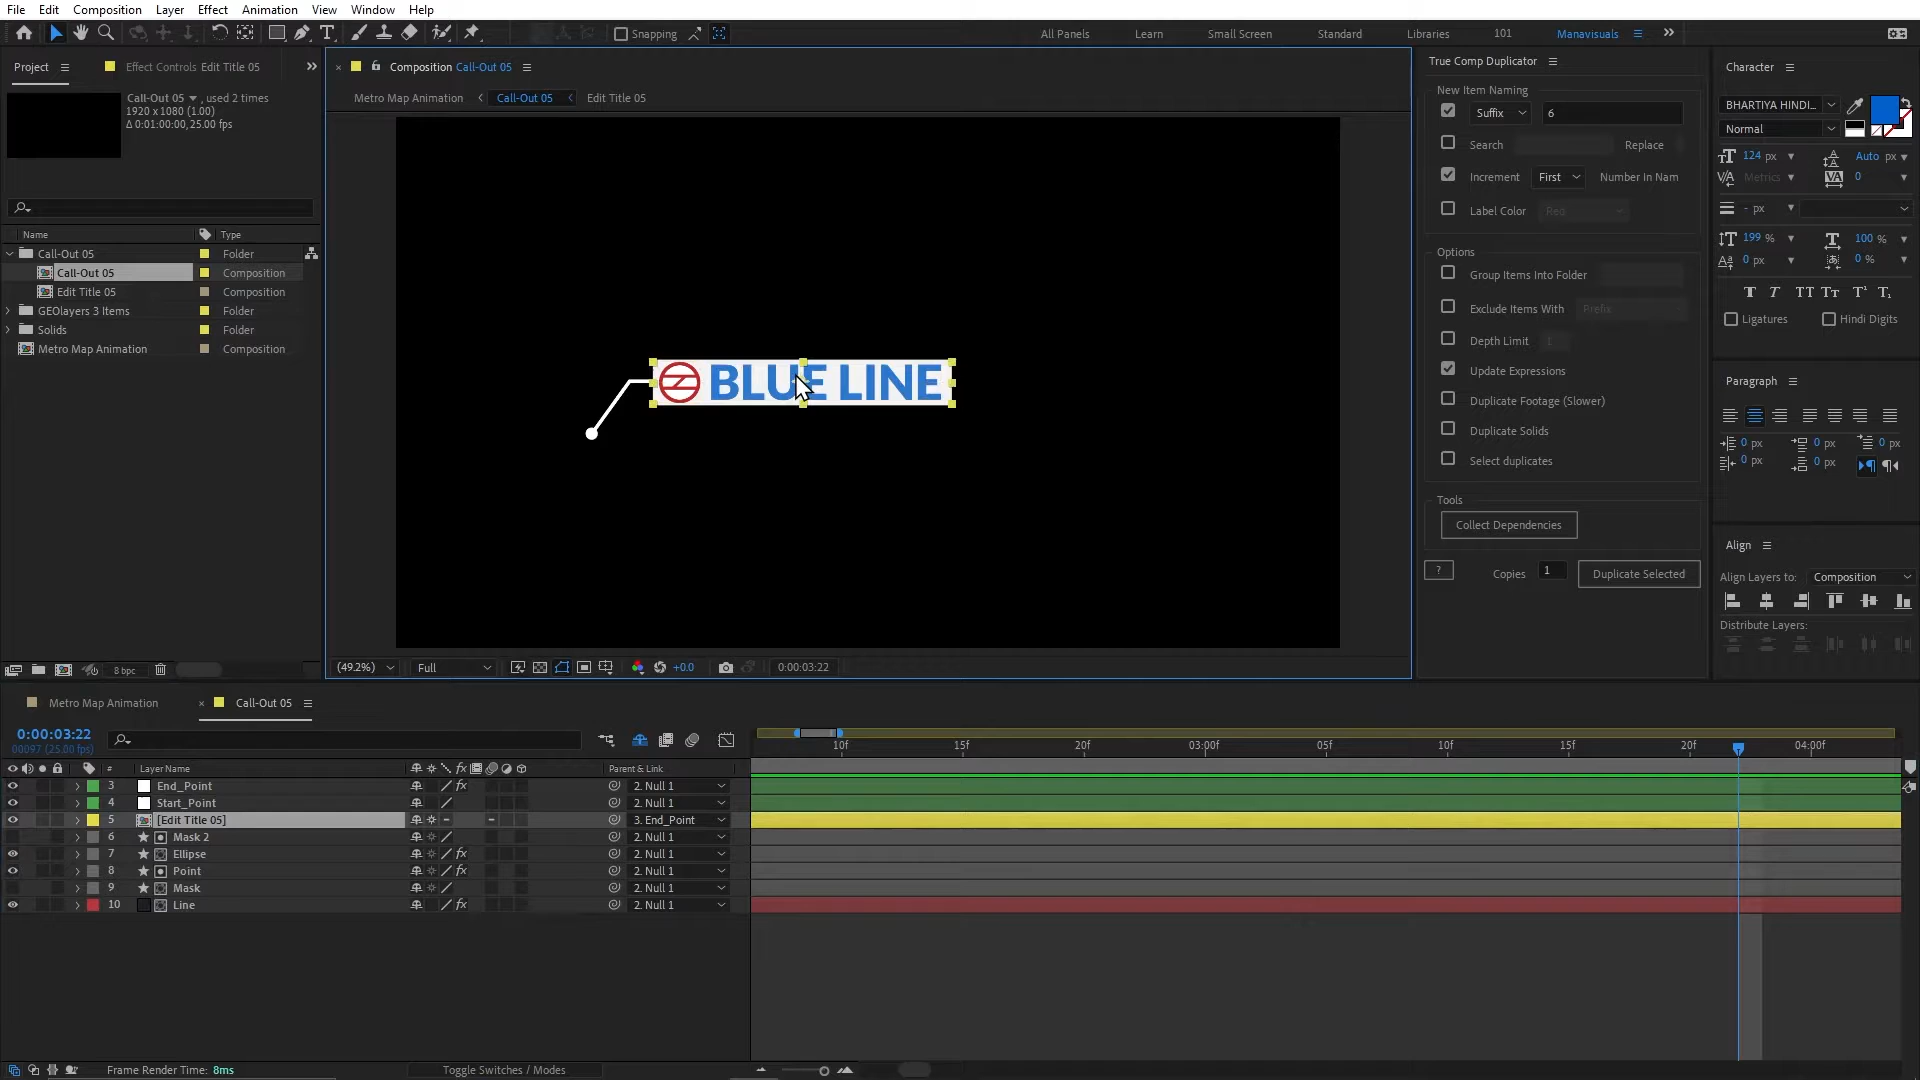 File Edit Composition Layer Effect Animation View Window Help
Snapping
All Panels Learn Small Screen Standard Libraries 101 Manavisuals
Project
Effect Controls Edit Title 05
Composition Call-Out 05
True Comp Duplicator
Character
Call-Out 05 , used 2 times
1920 x 1080 (1.00)
Δ 0:01:00:00, 25.00 fps
Metro Map Animation Call-Out 05 Edit Title 05
New Item Naming
Suffix 6
Search Replace
Increment First Number In Nam
Label Color Red
BHARTIYA HINDI...
Normal
124 px Auto px
Metrics 0
- px
199 % 100 %
0 px 0 %
Ligatures Hindi Digits
Name Type
Call-Out 05 Folder
Call-Out 05 Composition
Edit Title 05 Composition
GEOlayers 3 Items Folder
Solids Folder
Metro Map Animation Composition
BLUE LINE
Options
Group Items Into Folder
Exclude Items With Prefix
Depth Limit 1
Update Expressions
Duplicate Footage (Slower)
Duplicate Solids
Select duplicates
Tools
Collect Dependencies
? Copies 1 Duplicate Selected
Paragraph
0 px 0 px 0 px
0 px 0 px
Align
Align Layers to: Composition
Distribute Layers:
8 bpc
(49.2%) Full +0.0 0:00:03:22
Metro Map Animation Call-Out 05
0:00:03:22
00097 (25.00 fps)
10f 15f 20f 03:00f 05f 10f 15f 20f 04:00f
# Layer Name fx Parent & Link
3 End_Point fx 2. Null 1
4 Start_Point 2. Null 1
5 [Edit Title 05] 3. End_Point
6 Mask 2 2. Null 1
7 Ellipse fx 2. Null 1
8 Point fx 2. Null 1
9 Mask 2. Null 1
10 Line fx 2. Null 1
Frame Render Time: 8ms Toggle Switches / Modes